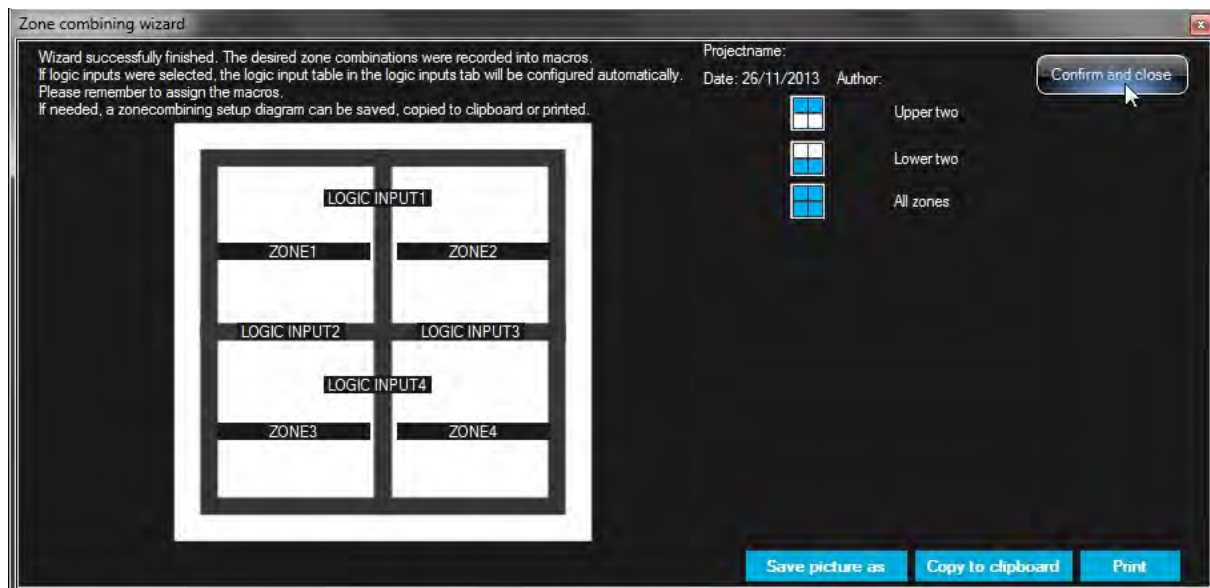 Zone combining wizard
Wizard successfully finished. The desired zone combinations were recorded into macros.
If logic inputs were selected, the logic input table in the logic inputs tab will be configured automatically.
Please remember to assign the macros.
If needed, a zonecombining setup diagram can be saved, copied to clipboard or printed.
Projectname:
Date: 26/11/2013 Author:
Confirm and close
Upper two
Lower two
All zones
LOGIC INPUT1
ZONE1 ZONE2
LOGIC INPUT2 LOGIC INPUT3
LOGIC INPUT4
ZONE3 ZONE4
Save picture as Copy to clipboard Print